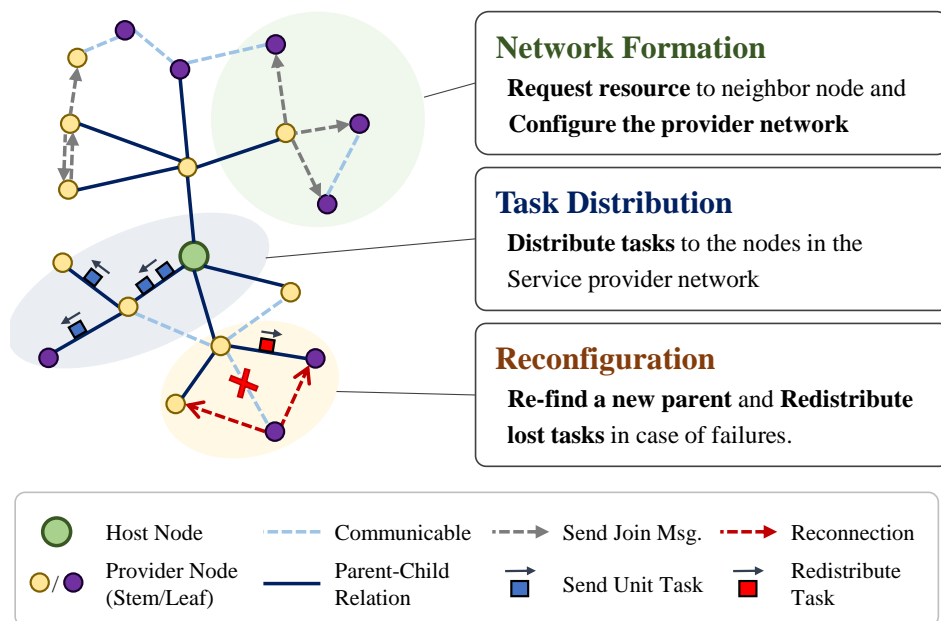 Network Formation
Request resource to neighbor node and
Configure the provider network
Task Distribution
Distribute tasks to the nodes in the
Service provider network
Reconfiguration
Re-find a new parent and Redistribute
lost tasks in case of failures.
Host Node
Communicable
Send Join Msg.
Reconnection
/
Provider Node
(Stem/Leaf)
Parent-Child
Relation
Send Unit Task
Redistribute
Task